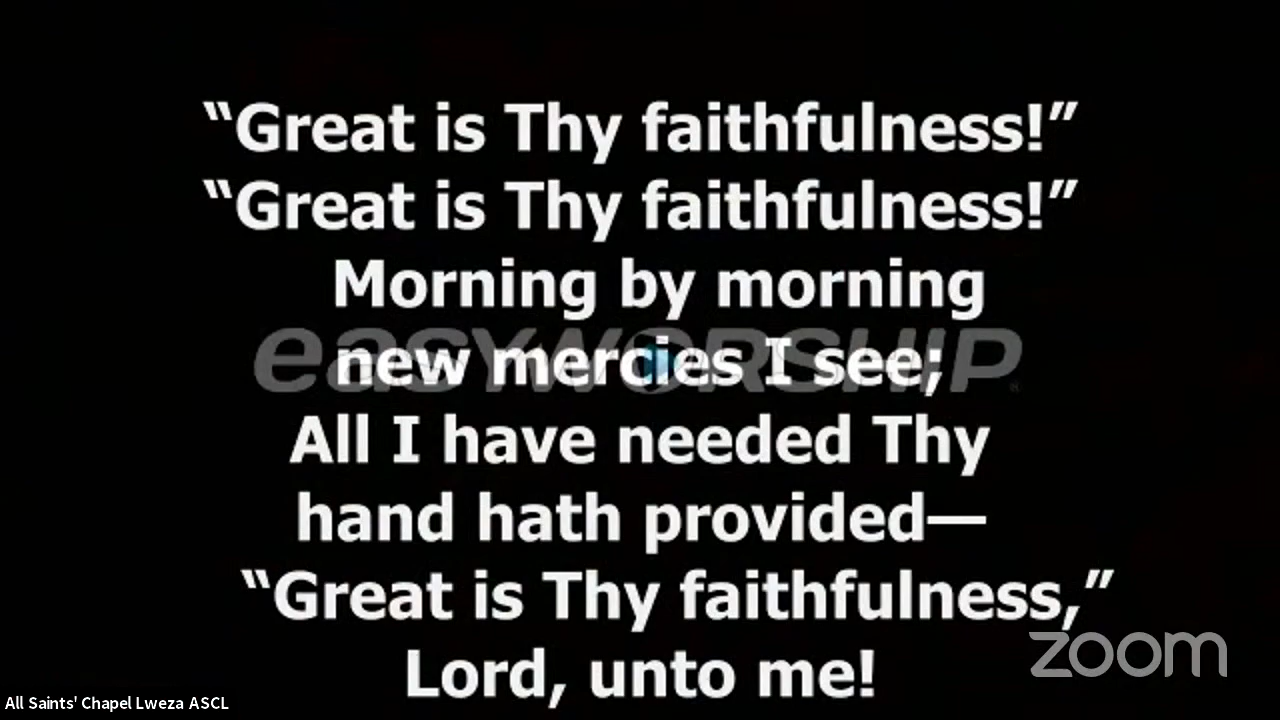 “Great is Thy faithfulness!”
“Great is Thy faithfulness!”
Morning by morning
easyworship
new mercies I see;
All I have needed Thy
hand hath provided—
“Great is Thy faithfulness,”
Lord, unto me!
zoom
All Saints' Chapel Lweza ASCL